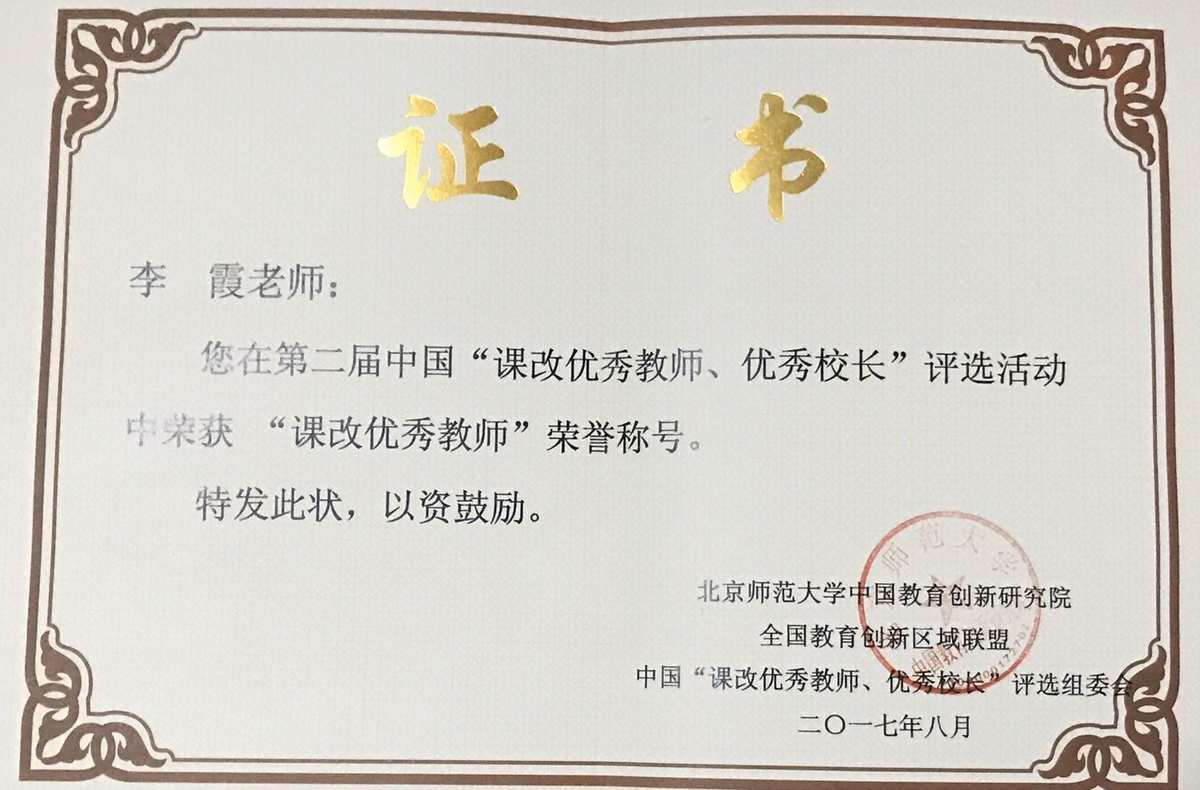 证 书
李 霞老师：
您在第二届中国“课改优秀教师、优秀校长”评选活动
中荣获 “课改优秀教师”荣誉称号。
特发此状，以资鼓励。
师范大学
北京师范大学中国教育创新研究院
全国教育创新区域联盟
中国“课改优秀教师、优秀校长”评选组委会
二〇一七年八月